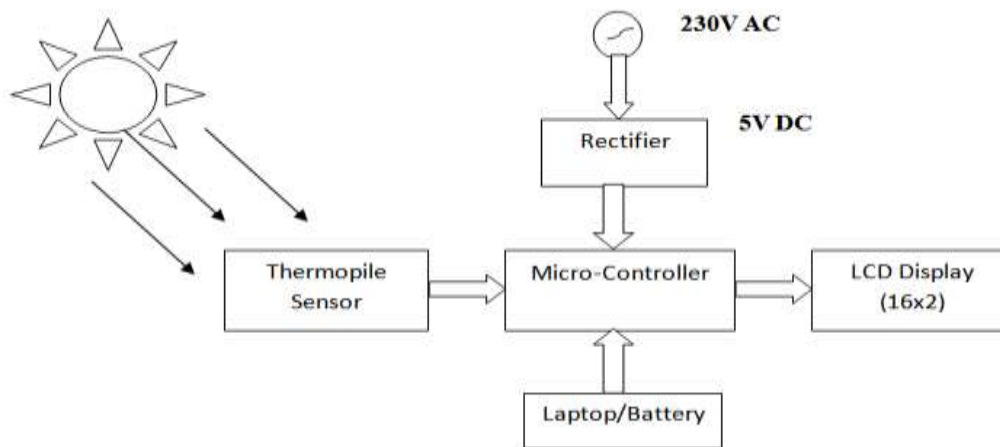 230V AC
Rectifier
5V DC
Thermopile
Sensor
Micro-Controller
LCD Display
(16x2)
Laptop/Battery